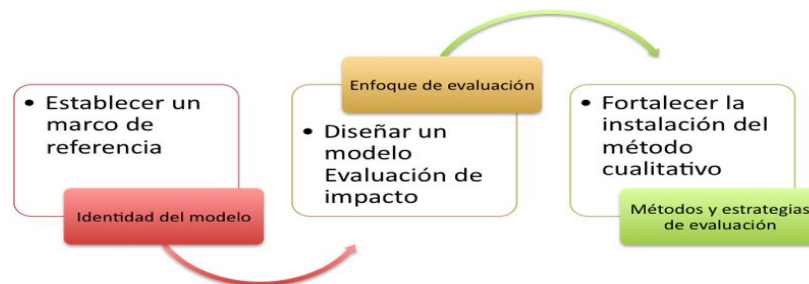 • Establecer un
marco de
referencia
Identidad del modelo
Enfoque de evaluación
• Diseñar un
modelo
Evaluación de
impacto
• Fortalecer la
instalación del
método
cualitativo
Métodos y estrategias
de evaluación